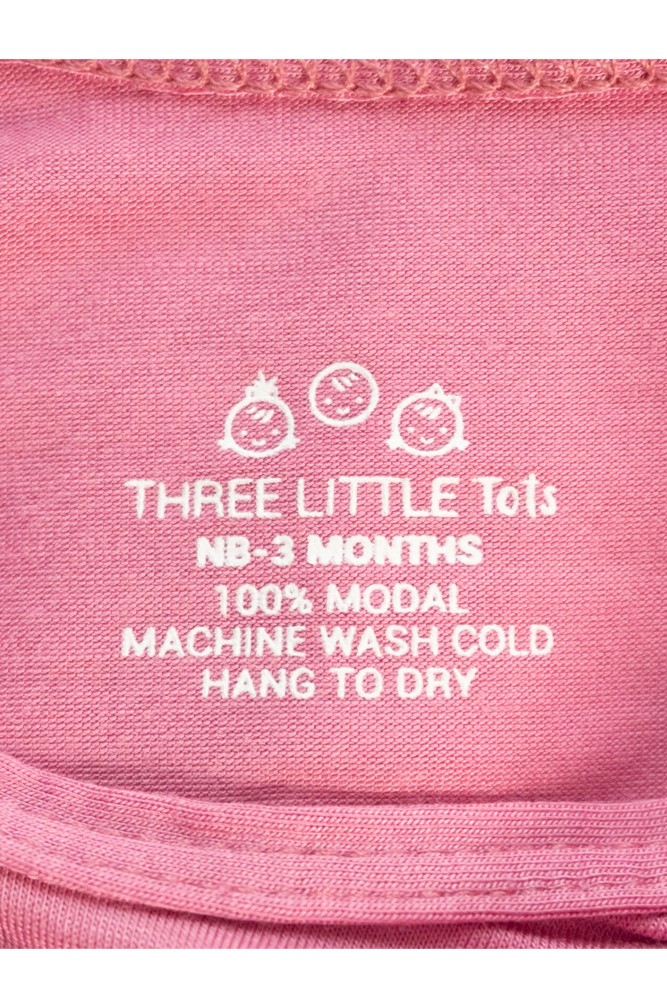 THREE LITTLE Tots
NB-3 MONTHS
100% MODAL
MACHINE WASH COLD
HANG TO DRY